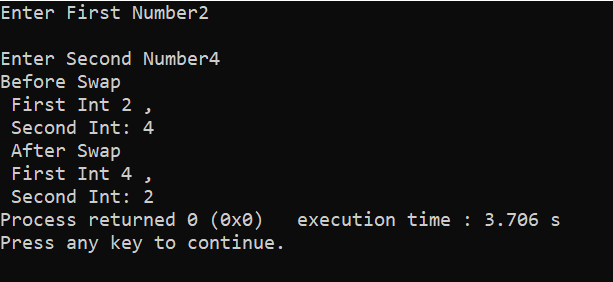 Enter First Number2
Enter Second Number4
Before Swap
First Int 2 ,
Second Int: 4
After Swap
First Int 4 ,
Second Int: 2
Process returned 0 (0x0)   execution time : 3.706 s
Press any key to continue.